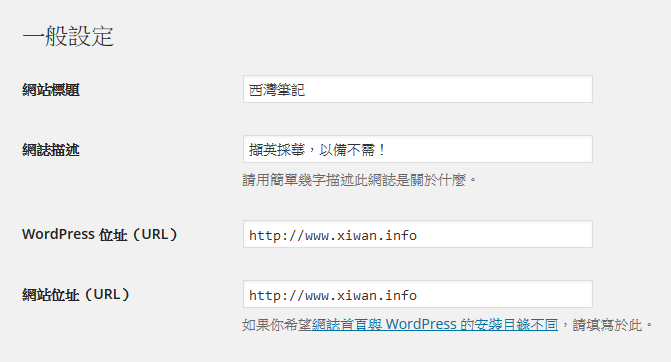 一般設定
網站標題 西灣筆記
網誌描述 擷英採華，以備不需！
請用簡單幾字描述此網誌是關於什麼。
WordPress 位址（URL） http://www.xiwan.info
網站位址（URL） http://www.xiwan.info
如果你希望網誌首頁與 WordPress 的安裝目錄不同，請填寫於此。